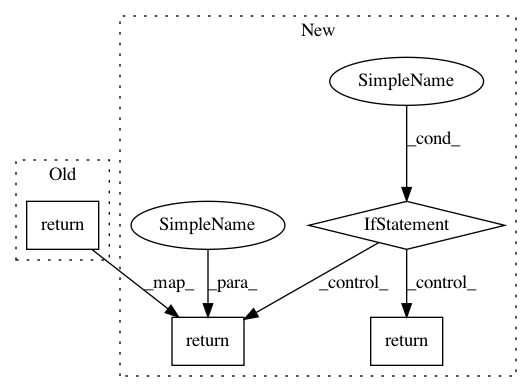 New
SimpleName
_cond_
Old
return
SimpleName
IfStatement
_map_
_para_
_control_
_control_
return
return